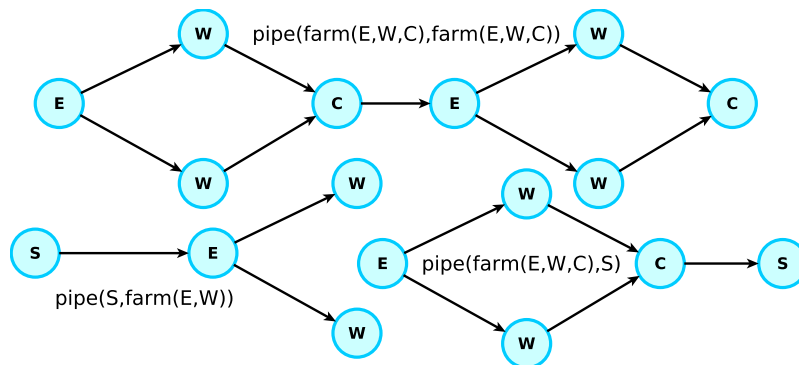 W
pipe(farm(E,W,C),farm(E,W,C))
W
E
C
E
C
W
W
W
W
S
E
E
pipe(farm(E,W,C),S)
C
S
pipe(S,farm(E,W))
W
W